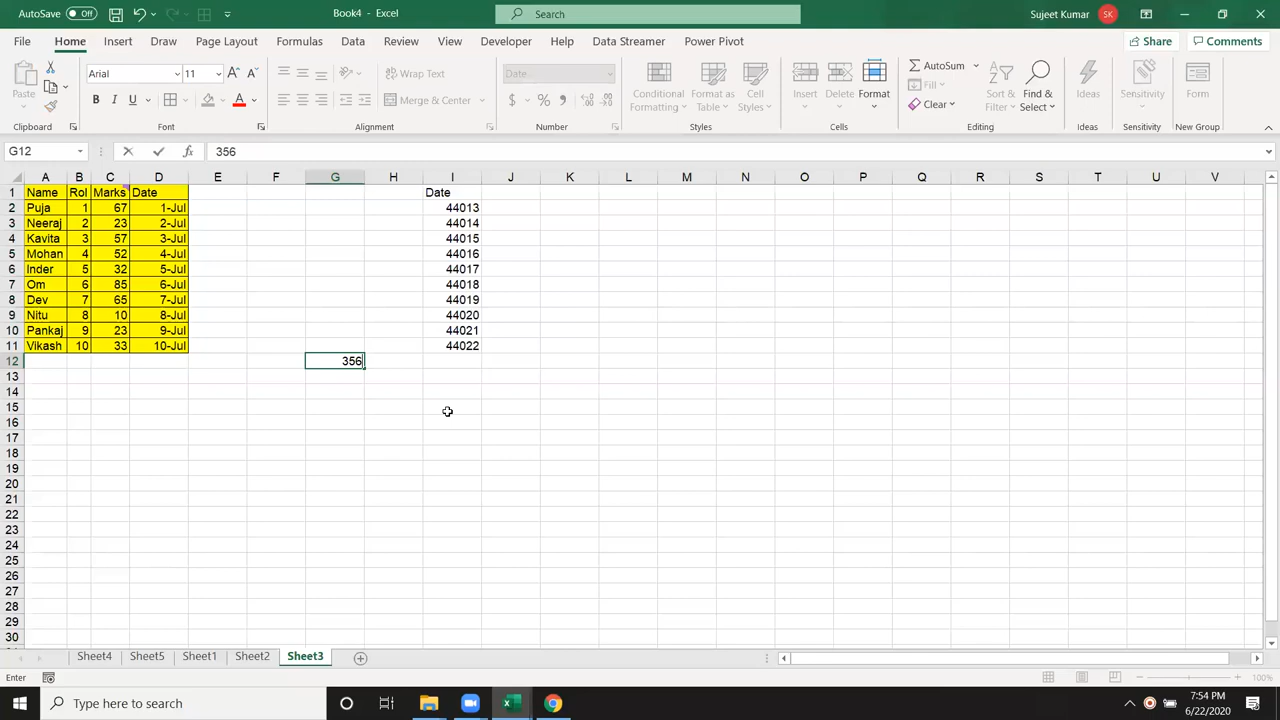 AutoSave Off Book4 - Excel Search Sujeet Kumar SK
File Home Insert Draw Page Layout Formulas Data Review View Developer Help Data Streamer Power Pivot Share Comments
Paste Arial 11 A A Wrap Text Date Conditional Formatting Format as Table Cell Styles Insert Delete Format AutoSum Fill Clear Sort & Filter Find & Select Ideas Sensitivity Form
B I U A Merge & Center $ % ,
Clipboard Font Alignment Number Styles Cells Editing Ideas Sensitivity New Group
G12 fx 356
A B C D E F G H I J K L M N O P Q R S T U V
1 Name Rol Marks Date Date
2 Puja 1 67 1-Jul 44013
3 Neeraj 2 23 2-Jul 44014
4 Kavita 3 57 3-Jul 44015
5 Mohan 4 52 4-Jul 44016
6 Inder 5 32 5-Jul 44017
7 Om 6 85 6-Jul 44018
8 Dev 7 65 7-Jul 44019
9 Nitu 8 10 8-Jul 44020
10 Pankaj 9 23 9-Jul 44021
11 Vikash 10 33 10-Jul 44022
12 356
13
14
15
16
17
18
19
20
21
22
23
24
25
26
27
28
29
30
Sheet4 Sheet5 Sheet1 Sheet2 Sheet3
Enter 100%
Type here to search 7:54 PM
6/22/2020